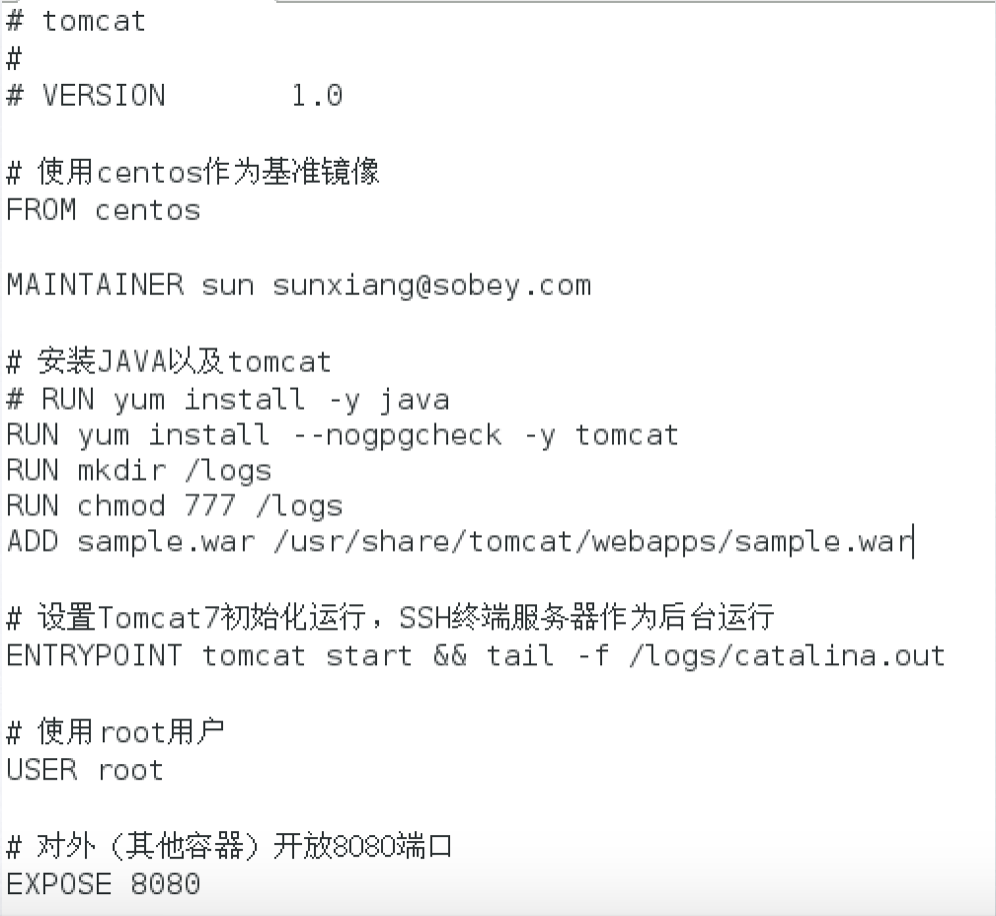 # tomcat
#
# VERSION       1.0
# 使用centos作为基准镜像
FROM centos
MAINTAINER sun sunxiang@sobey.com
# 安装JAVA以及tomcat
# RUN yum install -y java
RUN yum install --nogpgcheck -y tomcat
RUN mkdir /logs
RUN chmod 777 /logs
ADD sample.war /usr/share/tomcat/webapps/sample.war
# 设置Tomcat7初始化运行，SSH终端服务器作为后台运行
ENTRYPOINT tomcat start && tail -f /logs/catalina.out
# 使用root用户
USER root
# 对外（其他容器）开放8080端口
EXPOSE 8080